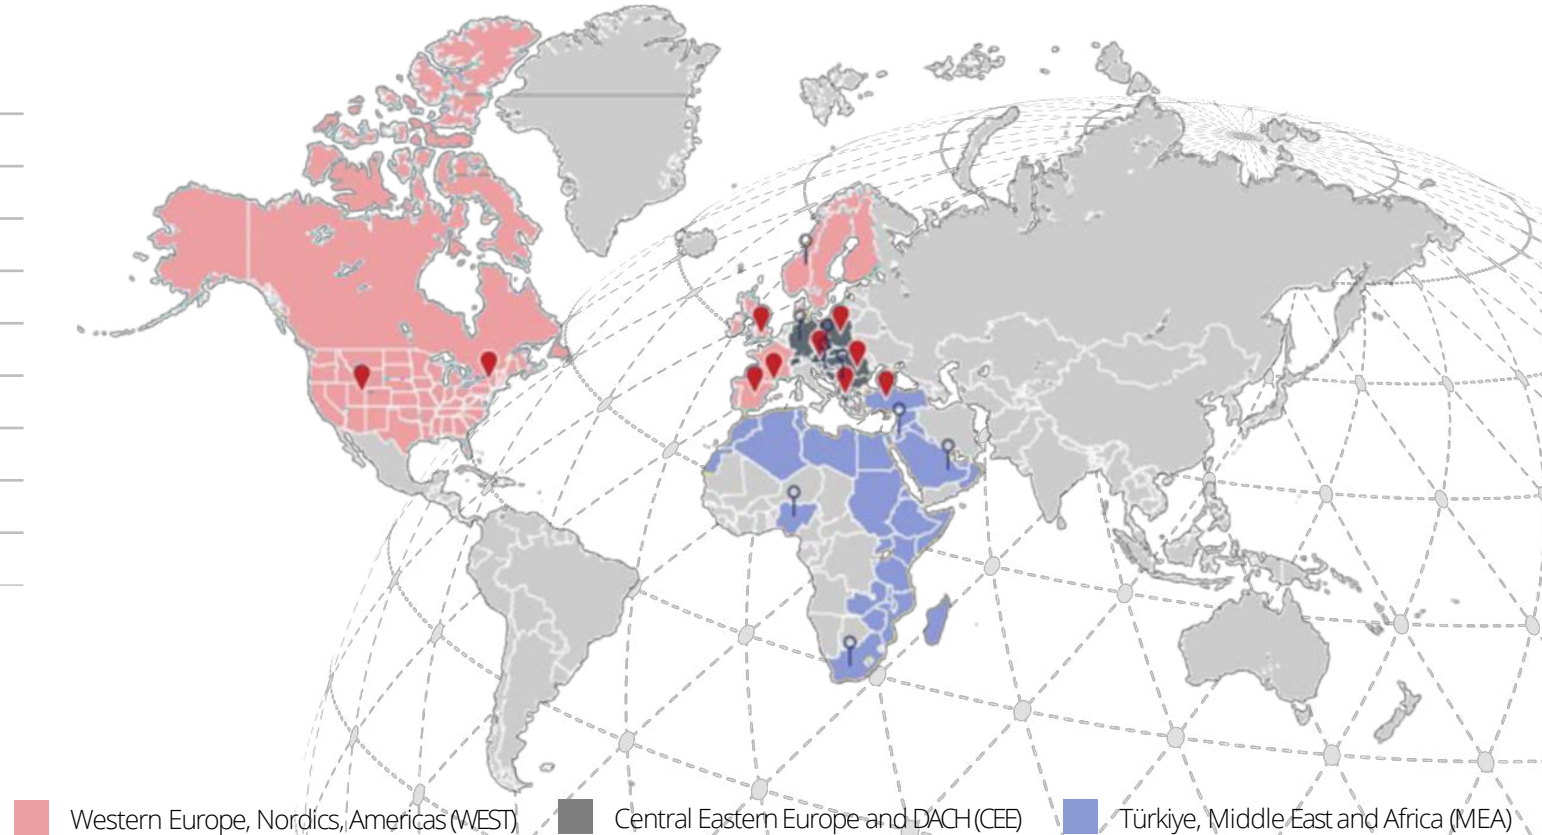 Western Europe, Nordics, Americas (WEST)
Central Eastern Europe and DACH (CEE)
Türkiye, Middle East and Africa (MEA)